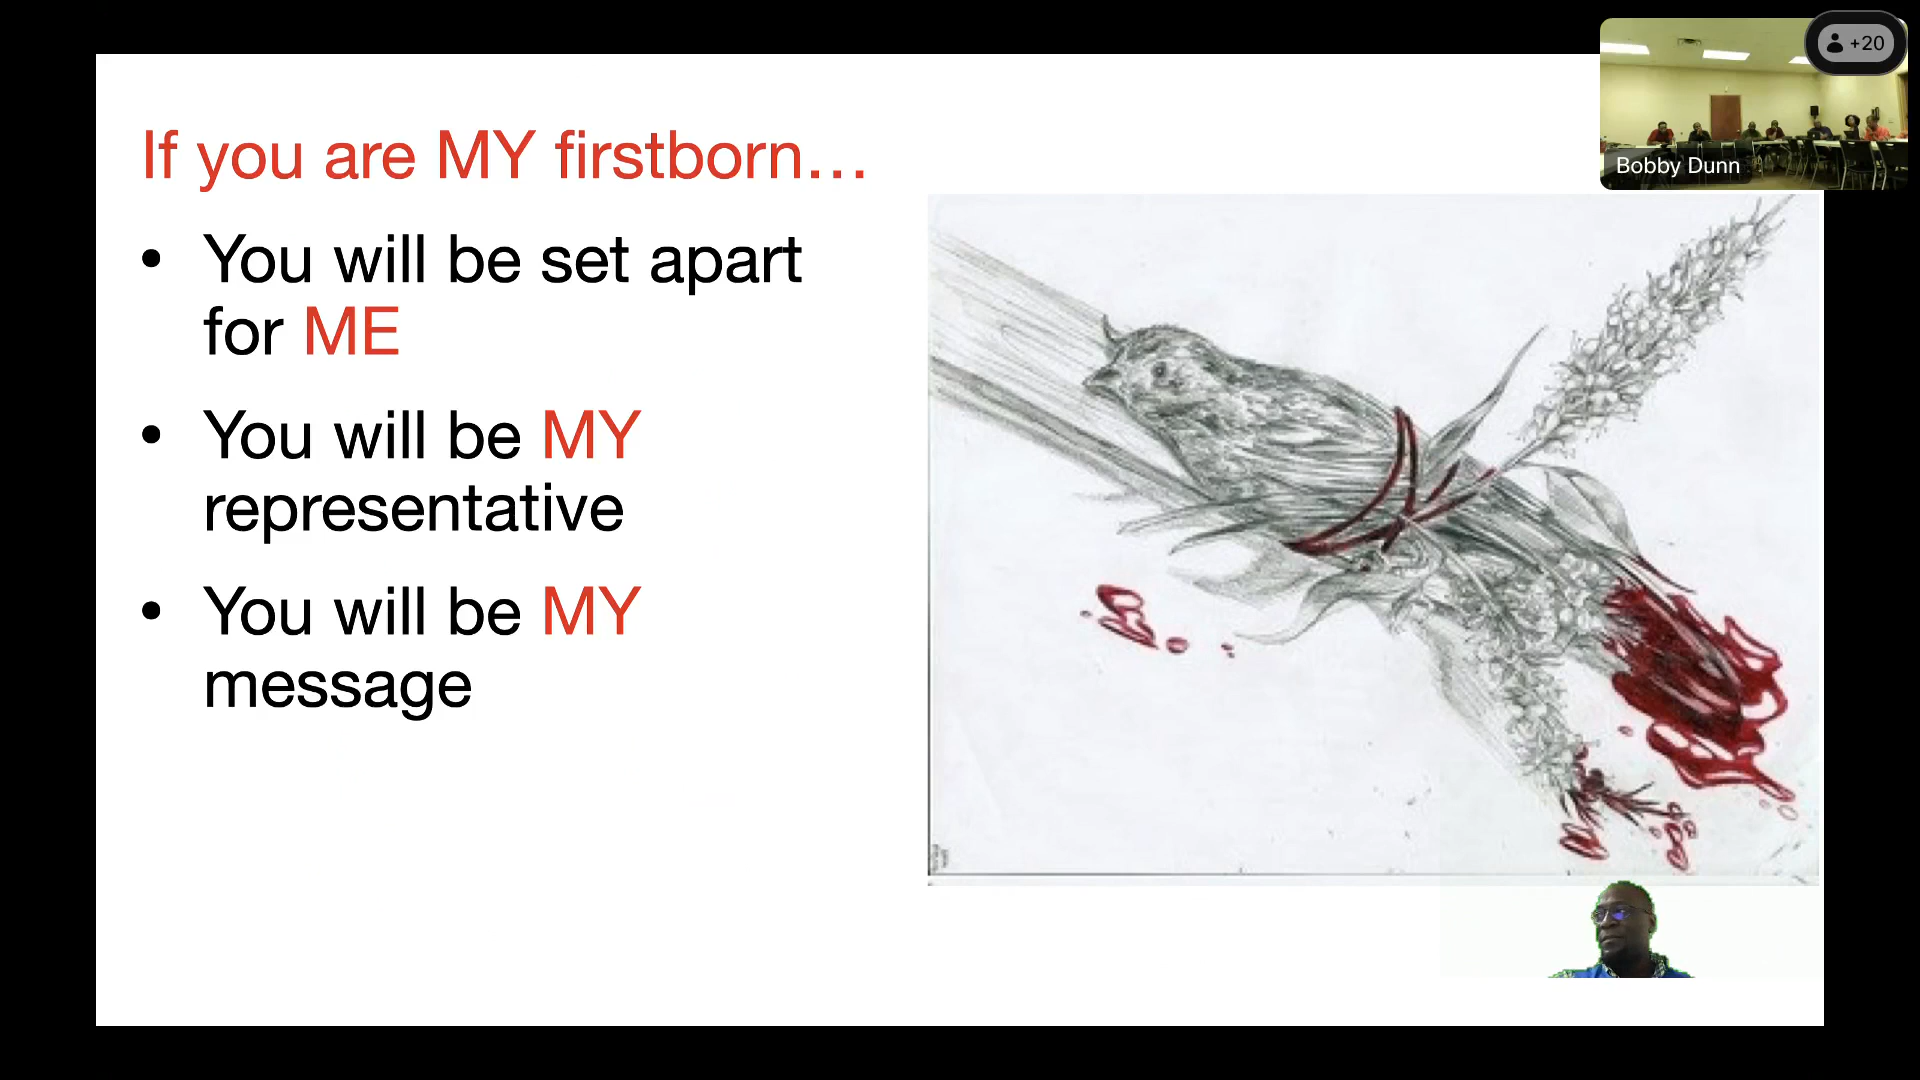 If you are MY firstborn…
• You will be set apart
for ME
• You will be MY
representative
• You will be MY
message
+20
Bobby Dunn